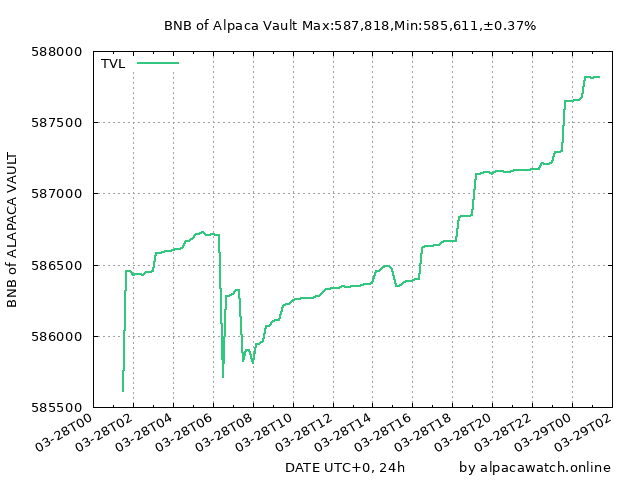 BNB of Alpaca Vault Max:587,818,Min:585,611,±0.37%
588000
TVL
587500
587000
586500
586000
585500
BNB of ALAPACA VAULT
03-28T00
03-28T02
03-28T04
03-28T06
03-28T08
03-28T10
03-28T12
03-28T14
03-28T16
03-28T18
03-28T20
03-28T22
03-29T00
03-29T02
DATE UTC+0, 24h
by alpacawatch.online